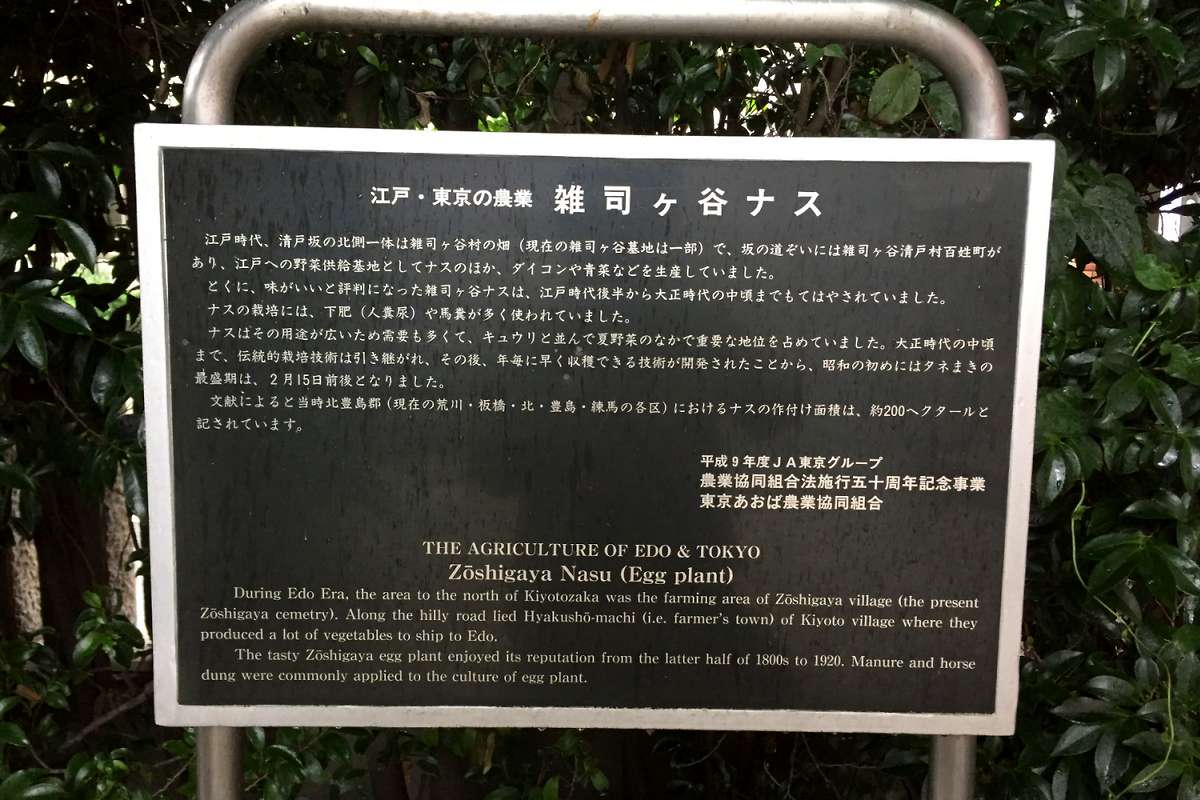 江戸・東京の農業 雑司ヶ谷ナス
江戸時代、清戸坂の北側一体は雑司ヶ谷村の畑（現在の雑司ヶ谷墓地は一部）で、坂の道ぞいには雑司ヶ谷清戸村百姓町が
あり、江戸への野菜供給基地としてナスのほか、ダイコンや青菜などを生産していました。
とくに、味がいいと評判になった雑司ヶ谷ナスは、江戸時代後半から大正時代の中頃までもてはやされていました。
ナスの栽培には、下肥（人糞尿）や馬糞が多く使われていました。
ナスはその用途が広いため需要も多くて、キュウリと並んで夏野菜のなかで重要な地位を占めていました。大正時代の中頃
まで、伝統的栽培技術は引き継がれ、その後、年毎に早く収穫できる技術が開発されたことから、昭和の初めにはタネまきの
最盛期は、2月15日前後となりました。
文献によると当時北豊島郡（現在の荒川・板橋・北・豊島・練馬の各区）におけるナスの作付け面積は、約200ヘクタールと
記されています。
平成9年度JA東京グループ
農業協同組合法施行五十周年記念事業
東京あおば農業協同組合
THE AGRICULTURE OF EDO & TOKYO
Zōshigaya Nasu (Egg plant)
During Edo Era, the area to the north of Kiyotozaka was the farming area of Zōshigaya village (the present
Zōshigaya cemetry). Along the hilly road lied Hyakushō-machi (i.e. farmer's town) of Kiyoto village where they
produced a lot of vegetables to ship to Edo.
The tasty Zōshigaya egg plant enjoyed its reputation from the latter half of 1800s to 1920. Manure and horse
dung were commonly applied to the culture of egg plant.